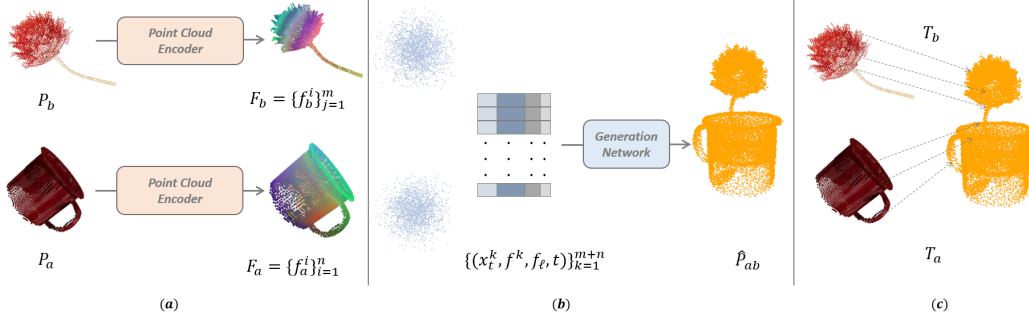 Point Cloud
Encoder
P_b
F_b = {f_b^i}_{j=1}^m
Point Cloud
Encoder
P_a
F_a = {f_a^i}_{i=1}^n
(a)
Generation
Network
{(x_t^k, f^k, f_ℓ, t)}_{k=1}^{m+n}
P̂_ab
(b)
T_b
T_a
(c)